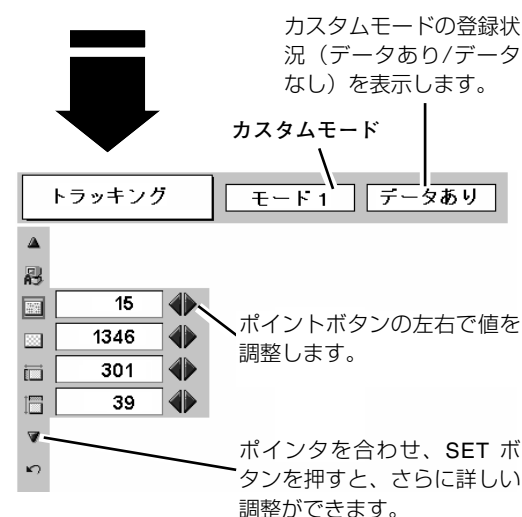 カスタムモードの登録状
況（データあり/データ
なし）を表示します。
カスタムモード
トラッキング
モード1
データあり
15
1346
301
39
ポイントボタンの左右で値を
調整します。
ポインタを合わせ、SET ボ
タンを押すと、さらに詳しい
調整ができます。